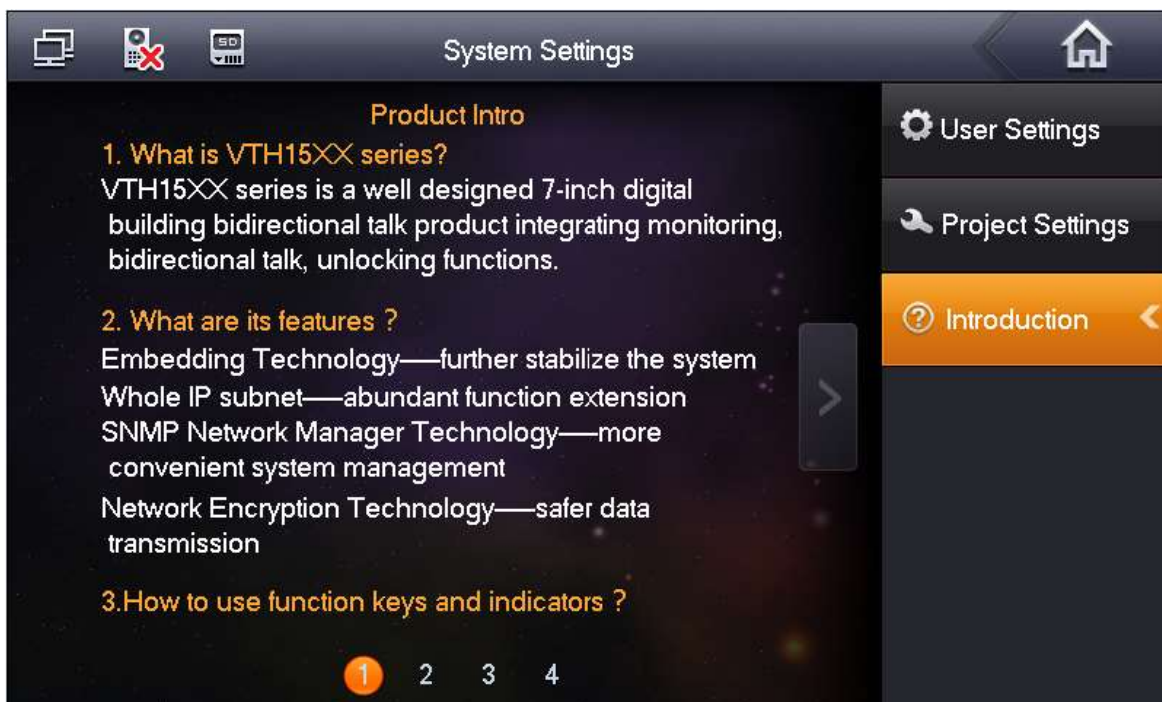 SD
System Settings
Product Intro
1. What is VTH15XX series?
VTH15XX series is a well designed 7-inch digital
building bidirectional talk product integrating monitoring,
bidirectional talk, unlocking functions.
2. What are its features ?
Embedding Technology——further stabilize the system
Whole IP subnet——abundant function extension
SNMP Network Manager Technology——more
convenient system management
Network Encryption Technology——safer data
transmission
3.How to use function keys and indicators ?
1 2 3 4
User Settings
Project Settings
Introduction